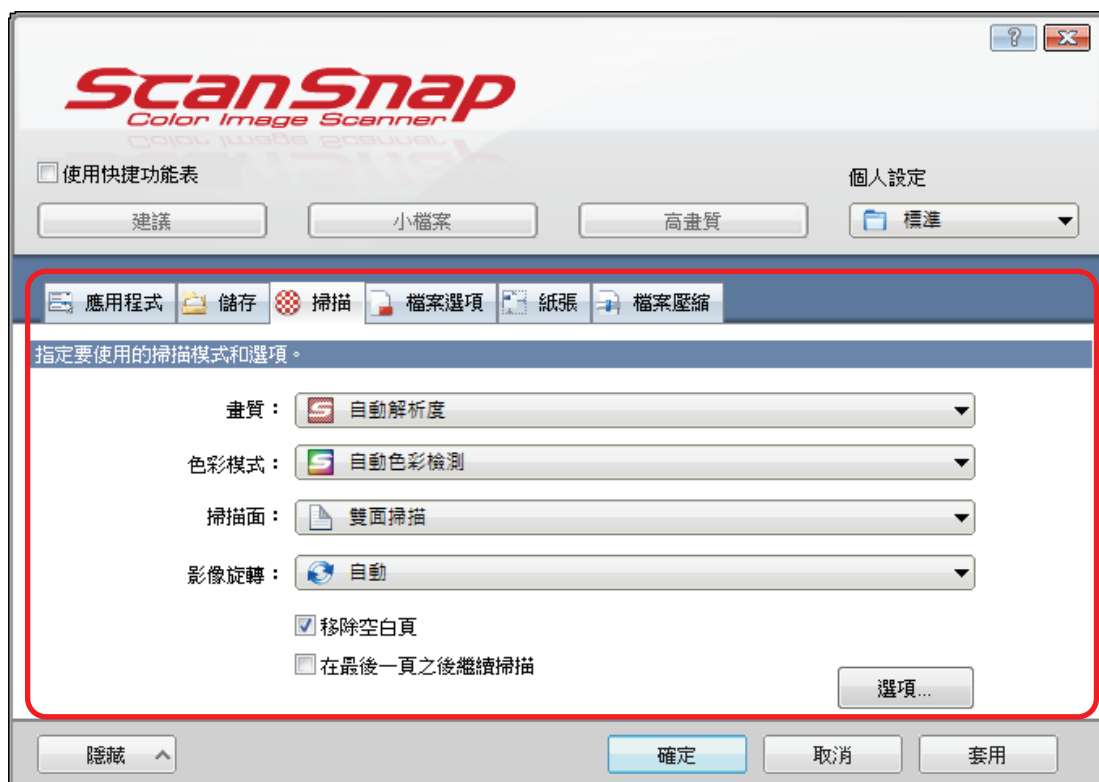 ScanSnap
Color Image Scanner
使用快捷功能表
個人設定
建議 小檔案 高畫質 標準
應用程式 儲存 掃描 檔案選項 紙張 檔案壓縮
指定要使用的掃描模式和選項。
畫質： 自動解析度
色彩模式： 自動色彩檢測
掃描面： 雙面掃描
影像旋轉： 自動
移除空白頁
在最後一頁之後繼續掃描
選項...
隱藏 確定 取消 套用